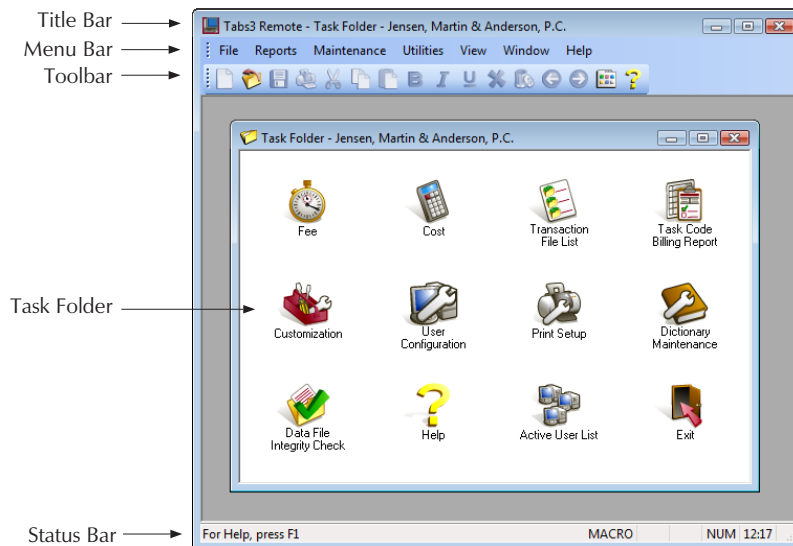 Title Bar
Tabs3 Remote - Task Folder - Jensen, Martin & Anderson, P.C.
Menu Bar
File Reports Maintenance Utilities View Window Help
Toolbar
B I U
Task Folder - Jensen, Martin & Anderson, P.C.
Fee
Cost
Transaction
File List
Task Code
Billing Report
Task Folder
Customization
User
Configuration
Print Setup
Dictionary
Maintenance
Data File
Integrity Check
Help
Active User List
Exit
Status Bar
For Help, press F1 MACRO NUM 12:17